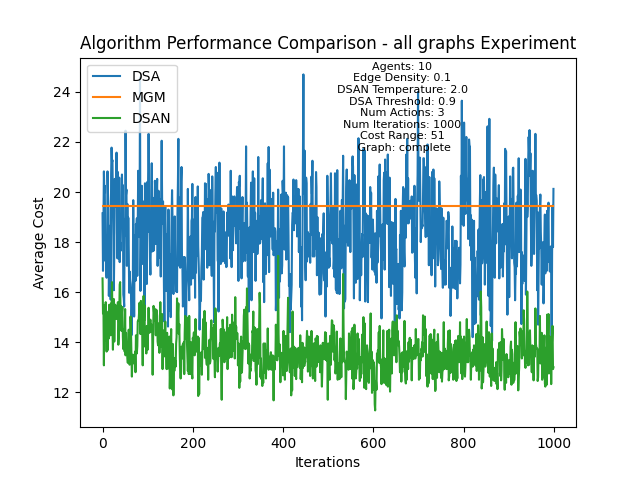 Algorithm Performance Comparison - all graphs Experiment
DSA
MGM
DSAN
Agents: 10
Edge Density: 0.1
DSAN Temperature: 2.0
DSA Threshold: 0.9
Num Actions: 3
Num Iterations: 1000
Cost Range: 51
Graph: complete
Average Cost
24
22
20
18
16
14
12
0
200
400
600
800
1000
Iterations